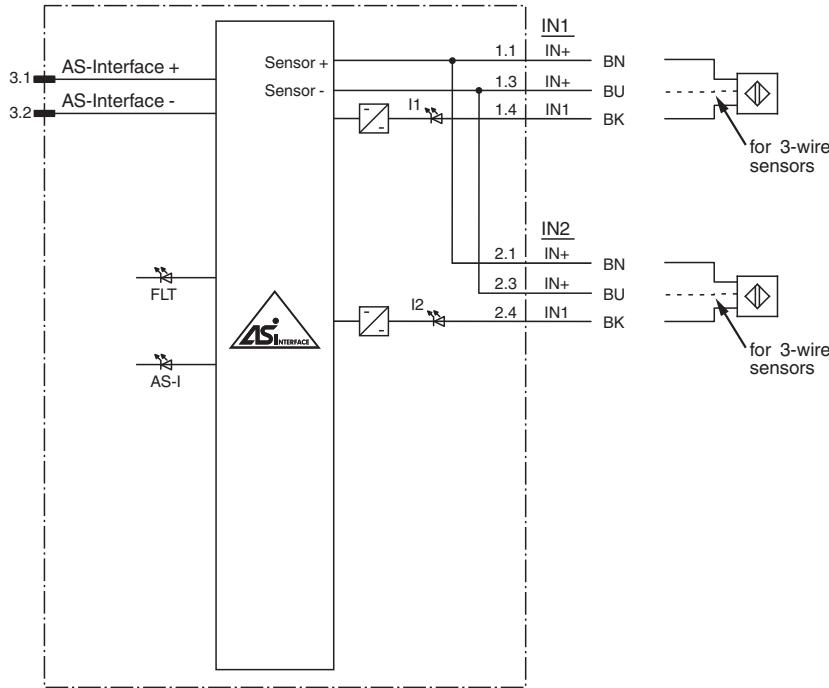 IN1
1.1 IN+ BN
AS-Interface +
Sensor +
3.1
1.3 IN+ BU
Sensor -
AS-Interface -
3.2
I1
1.4 IN1 BK
for 3-wire
sensors
IN2
2.1 IN+ BN
FLT
2.3 IN+ BU
I2
2.4 IN1 BK
ASi INTERFACE
for 3-wire
sensors
AS-I